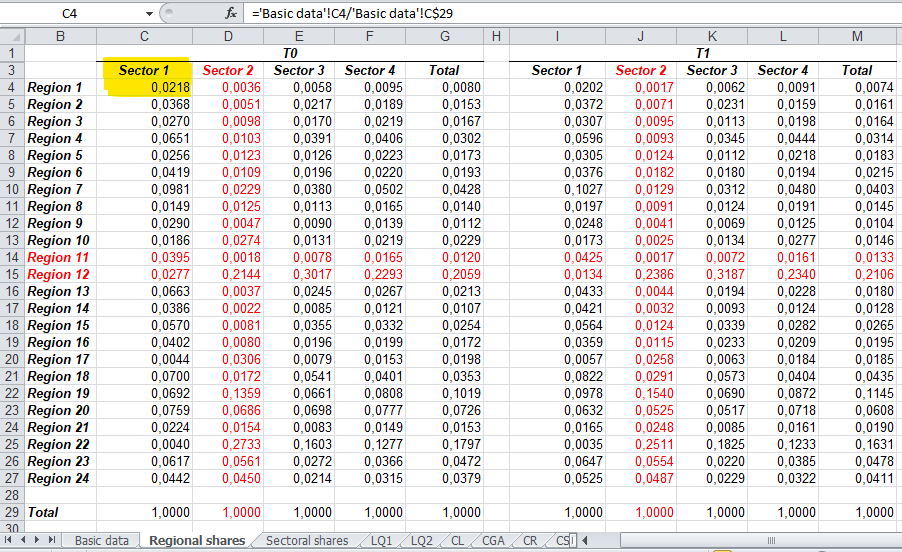 C4 fx ='Basic data'!C4/'Basic data'!C$29
B C D E F G H I J K L M
1 T0 T1
3 Sector 1 Sector 2 Sector 3 Sector 4 Total Sector 1 Sector 2 Sector 3 Sector 4 Total
4 Region 1 0,0218 0,0036 0,0058 0,0095 0,0080 0,0202 0,0017 0,0062 0,0091 0,0074
5 Region 2 0,0368 0,0051 0,0217 0,0189 0,0153 0,0372 0,0071 0,0231 0,0159 0,0161
6 Region 3 0,0270 0,0098 0,0170 0,0219 0,0167 0,0307 0,0095 0,0113 0,0198 0,0164
7 Region 4 0,0651 0,0103 0,0391 0,0406 0,0302 0,0596 0,0093 0,0345 0,0444 0,0314
8 Region 5 0,0256 0,0123 0,0126 0,0223 0,0173 0,0305 0,0124 0,0112 0,0218 0,0183
9 Region 6 0,0419 0,0109 0,0196 0,0220 0,0193 0,0376 0,0182 0,0180 0,0194 0,0215
10 Region 7 0,0981 0,0229 0,0380 0,0502 0,0428 0,1027 0,0129 0,0312 0,0480 0,0403
11 Region 8 0,0149 0,0125 0,0113 0,0165 0,0140 0,0197 0,0091 0,0124 0,0191 0,0145
12 Region 9 0,0290 0,0047 0,0090 0,0139 0,0112 0,0248 0,0041 0,0069 0,0125 0,0104
13 Region 10 0,0186 0,0274 0,0131 0,0219 0,0229 0,0173 0,0025 0,0134 0,0277 0,0146
14 Region 11 0,0395 0,0018 0,0078 0,0165 0,0120 0,0425 0,0017 0,0072 0,0161 0,0133
15 Region 12 0,0277 0,2144 0,3017 0,2293 0,2059 0,0134 0,2386 0,3187 0,2340 0,2106
16 Region 13 0,0663 0,0037 0,0245 0,0267 0,0213 0,0433 0,0044 0,0194 0,0228 0,0180
17 Region 14 0,0386 0,0022 0,0085 0,0121 0,0107 0,0421 0,0032 0,0093 0,0124 0,0128
18 Region 15 0,0570 0,0081 0,0355 0,0332 0,0254 0,0564 0,0124 0,0339 0,0282 0,0265
19 Region 16 0,0402 0,0080 0,0196 0,0199 0,0172 0,0359 0,0115 0,0233 0,0209 0,0195
20 Region 17 0,0044 0,0306 0,0079 0,0153 0,0198 0,0057 0,0258 0,0063 0,0184 0,0185
21 Region 18 0,0700 0,0172 0,0541 0,0401 0,0353 0,0822 0,0291 0,0573 0,0404 0,0435
22 Region 19 0,0692 0,1359 0,0661 0,0808 0,1019 0,0978 0,1540 0,0690 0,0872 0,1145
23 Region 20 0,0759 0,0686 0,0698 0,0777 0,0726 0,0632 0,0525 0,0517 0,0718 0,0608
24 Region 21 0,0224 0,0154 0,0083 0,0149 0,0153 0,0165 0,0248 0,0085 0,0161 0,0190
25 Region 22 0,0040 0,2733 0,1603 0,1277 0,1797 0,0035 0,2511 0,1825 0,1233 0,1631
26 Region 23 0,0617 0,0561 0,0272 0,0366 0,0472 0,0647 0,0554 0,0220 0,0385 0,0478
27 Region 24 0,0442 0,0450 0,0214 0,0315 0,0379 0,0525 0,0487 0,0229 0,0322 0,0411
28
29 Total 1,0000 1,0000 1,0000 1,0000 1,0000 1,0000 1,0000 1,0000 1,0000 1,0000
30
Basic data Regional shares Sectoral shares LQ1 LQ2 CL CGA CR CSI